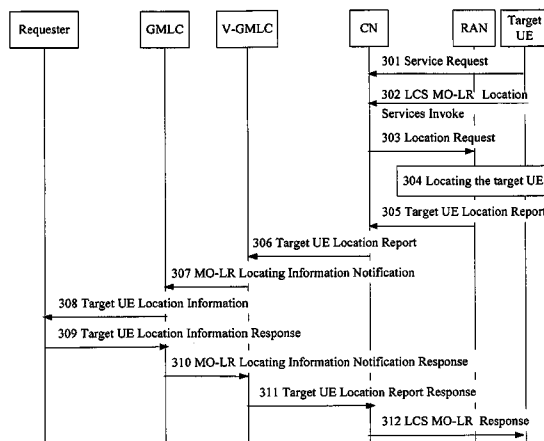 Requester
GMLC
V-GMLC
CN
RAN
Target
UE
301 Service Request
302 LCS MO-LR Location
Services Invoke
303 Location Request
304 Locating the target UE
305 Target UE Location Report
306 Target UE Location Report
307 MO-LR Locating Information Notification
308 Target UE Location Information
309 Target UE Location Information Response
310 MO-LR Locating Information Notification Response
311 Target UE Location Report Response
312 LCS MO-LR Response